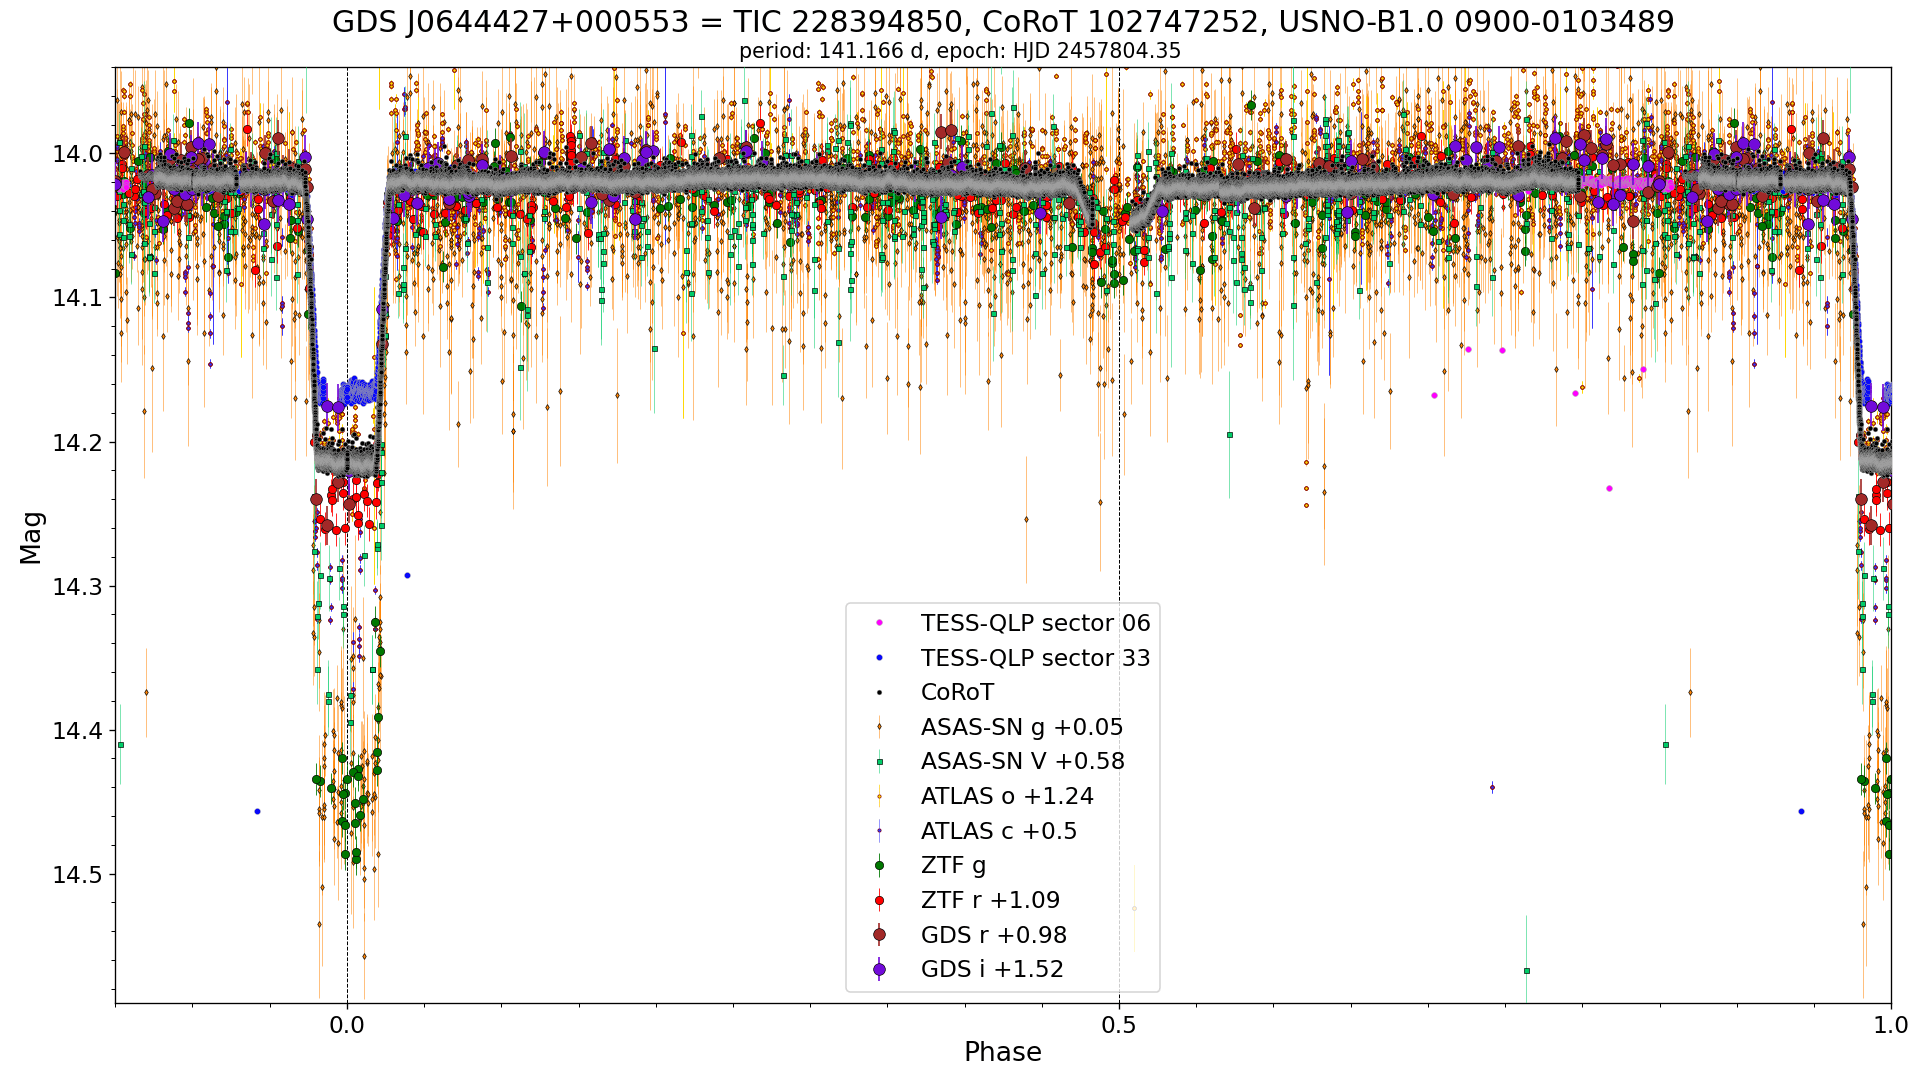 GDS J0644427+000553 = TIC 228394850, CoRoT 102747252, USNO-B1.0 0900-0103489
period: 141.166 d, epoch: HJD 2457804.35
Mag
14.0
14.1
14.2
14.3
14.4
14.5
TESS-QLP sector 06
TESS-QLP sector 33
CoRoT
ASAS-SN g +0.05
ASAS-SN V +0.58
ATLAS o +1.24
ATLAS c +0.5
ZTF g
ZTF r +1.09
GDS r +0.98
GDS i +1.52
0.0
0.5
1.0
Phase